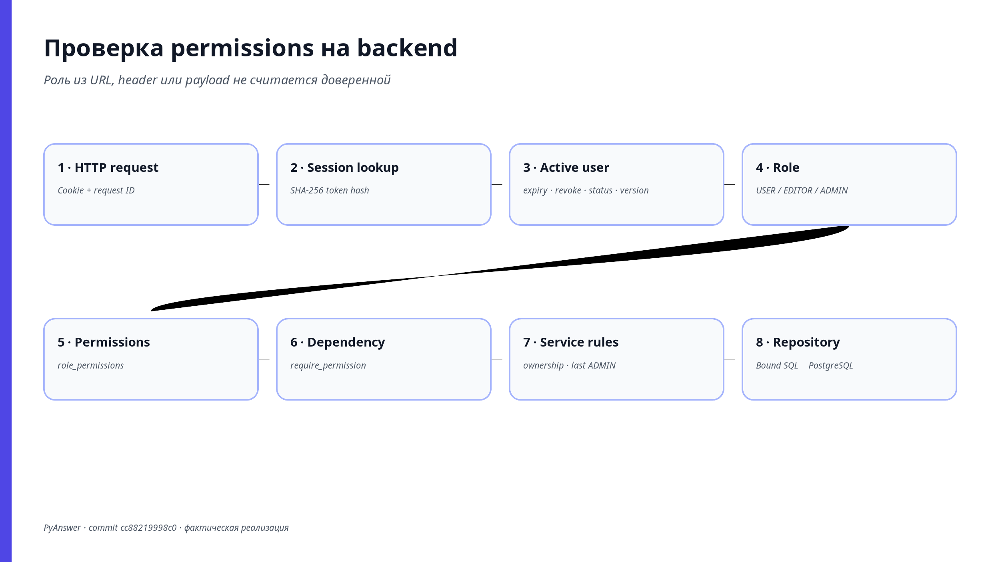 Проверка permissions на backend
Роль из URL, header или payload не считается доверенной
1 · HTTP request
Cookie + request ID
2 · Session lookup
SHA-256 token hash
3 · Active user
expiry · revoke · status · version
4 · Role
USER / EDITOR / ADMIN
5 · Permissions
role_permissions
6 · Dependency
require_permission
7 · Service rules
ownership · last ADMIN
8 · Repository
Bound SQL PostgreSQL
PyAnswer · commit cc88219998c0 · фактическая реализация